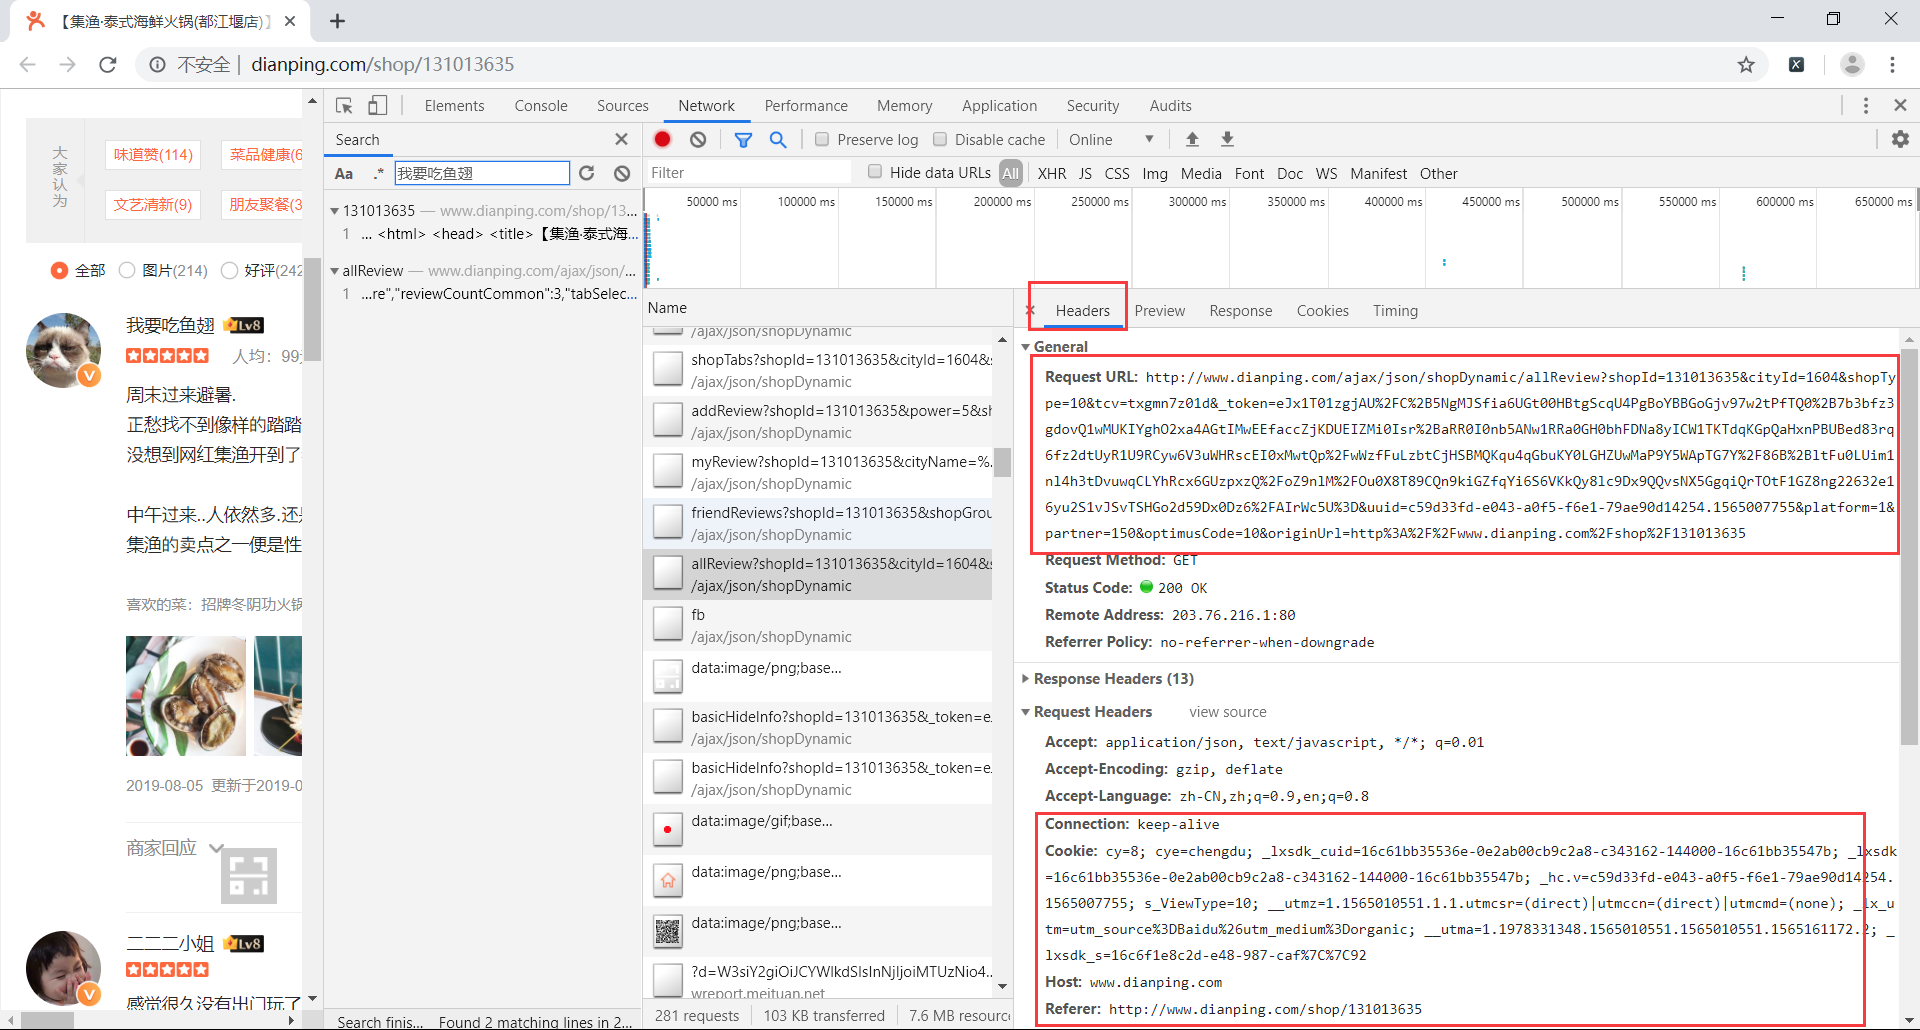 【集渔·泰式海鲜火锅(都江堰店)】
不安全 dianping.com/shop/131013635
大家认为
味道赞(114)
菜品健康(6
文艺清新(9)
朋友聚餐(3
全部 图片(214) 好评(242
我要吃鱼翅 Lv8
人均：99
周末过来避暑.
正愁找不到像样的踏踏
没想到网红集渔开到了
中午过来..人依然多.还
集渔的卖点之一便是性
喜欢的菜：招牌冬阴功火锅
2019-08-05 更新于2019-0
商家回应
二二二小姐 Lv8
感觉很久没有出门玩了
Elements Console Sources Network Performance Memory Application Security Audits
Search
Aa .* 我要吃鱼翅
131013635 — www.dianping.com/shop/13...
1 ... <html> <head> <title>【集渔·泰式海...
allReview — www.dianping.com/ajax/json/...
1 ...re","reviewCountCommon":3,"tabSelec...
Search finis... Found 2 matching lines in 2...
Preserve log Disable cache Online
Filter Hide data URLs All XHR JS CSS Img Media Font Doc WS Manifest Other
50000 ms 100000 ms 150000 ms 200000 ms 250000 ms 300000 ms 350000 ms 400000 ms 450000 ms 500000 ms 550000 ms 600000 ms 650000 ms
Name
/ajax/json/shopDynamic
shopTabs?shopId=131013635&cityId=1604&s
/ajax/json/shopDynamic
addReview?shopId=131013635&power=5&sh
/ajax/json/shopDynamic
myReview?shopId=131013635&cityName=%.
/ajax/json/shopDynamic
friendReviews?shopId=131013635&shopGrou
/ajax/json/shopDynamic
allReview?shopId=131013635&cityId=1604&s
/ajax/json/shopDynamic
fb
/ajax/json/shopDynamic
data:image/png;base...
basicHideInfo?shopId=131013635&_token=e.
/ajax/json/shopDynamic
basicHideInfo?shopId=131013635&_token=e.
/ajax/json/shopDynamic
data:image/gif;base...
data:image/png;base...
data:image/png;base...
?d=W3siY2giOiJCYWlkdSIsInNjIjoiMTUzNio4..
wreport.meituan.net
281 requests 103 KB transferred 7.6 MB resourc
Headers Preview Response Cookies Timing
General
Request URL: http://www.dianping.com/ajax/json/shopDynamic/allReview?shopId=131013635&cityId=1604&shopTy
pe=10&tcv=txgmn7z01d&_token=eJx1T01zgjAU%2FC%2B5NgMJSfia6UGt00HBtgScqU4PgBoYBBGoGjv97w2tPfTQ0%2B7b3bfz3
gdovQ1wMUKIYghO2xa4AGtIMwEEfaccZjKDUEIZMi0Isr%2BaRR0I0nb5ANw1RRa0GH0bhFDNa8yICW1TKTdqKGpQaHxnPBUBed83rq
6fz2dtUyR1U9RCyw6V3uWHRscEI0xMwtQp%2FwWzfFuLzbtCjHSBMQKqu4qGbuKY0LGHZUwMaP9Y5WApTG7Y%2F86B%2BltFu0LUim1
nl4h3tDvuwqCLYhRcx6GUzpxzQ%2FoZ9nlM%2FOu0X8T89CQn9kiGZfqYi6S6VKkQy8lc9Dx9QQvsNX5GgqiQrTOtF1GZ8ng22632e1
6yu2S1vJSvTSHGo2d59Dx0Dz6%2FAIrWc5U%3D&uuid=c59d33fd-e043-a0f5-f6e1-79ae90d14254.1565007755&platform=1&
partner=150&optimusCode=10&originUrl=http%3A%2F%2Fwww.dianping.com%2Fshop%2F131013635
Request Method: GET
Status Code: 200 OK
Remote Address: 203.76.216.1:80
Referrer Policy: no-referrer-when-downgrade
Response Headers (13)
Request Headers view source
Accept: application/json, text/javascript, */*; q=0.01
Accept-Encoding: gzip, deflate
Accept-Language: zh-CN,zh;q=0.9,en;q=0.8
Connection: keep-alive
Cookie: cy=8; cye=chengdu; _lxsdk_cuid=16c61bb35536e-0e2ab00cb9c2a8-c343162-144000-16c61bb35547b; _lxsdk
=16c61bb35536e-0e2ab00cb9c2a8-c343162-144000-16c61bb35547b; _hc.v=c59d33fd-e043-a0f5-f6e1-79ae90d14254.
1565007755; s_ViewType=10; __utmz=1.1565010551.1.1.utmcsr=(direct)|utmccn=(direct)|utmcmd=(none); _lx_u
tm=utm_source%3DBaidu%26utm_medium%3Dorganic; __utma=1.1978331348.1565010551.1565010551.1565161172.2; _
lxsdk_s=16c6f1e8c2d-e48-987-caf%7C%7C92
Host: www.dianping.com
Referer: http://www.dianping.com/shop/131013635